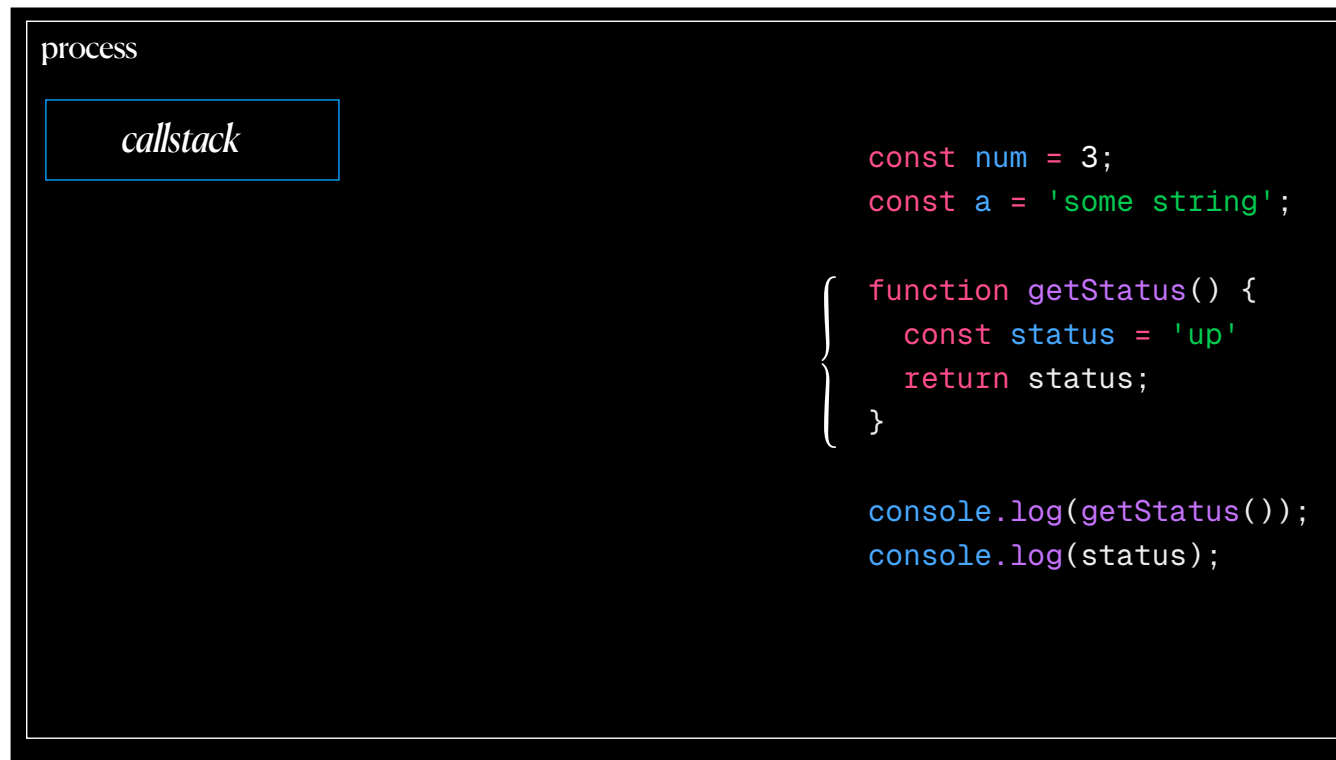 process
callstack
const num = 3;
const a = 'some string';
function getStatus() {
  const status = 'up'
  return status;
}
console.log(getStatus());
console.log(status);